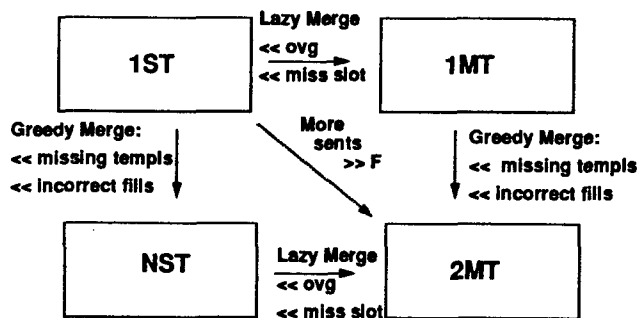 Lazy Merge
<< ovg
<< miss slot
1ST
1MT
Greedy Merge:
<< missing templs
<< incorrect fills
More
sents
>> F
Greedy Merge:
<< missing templs
<< incorrect fills
NST
Lazy Merge
<< ovg
<< miss slot
2MT